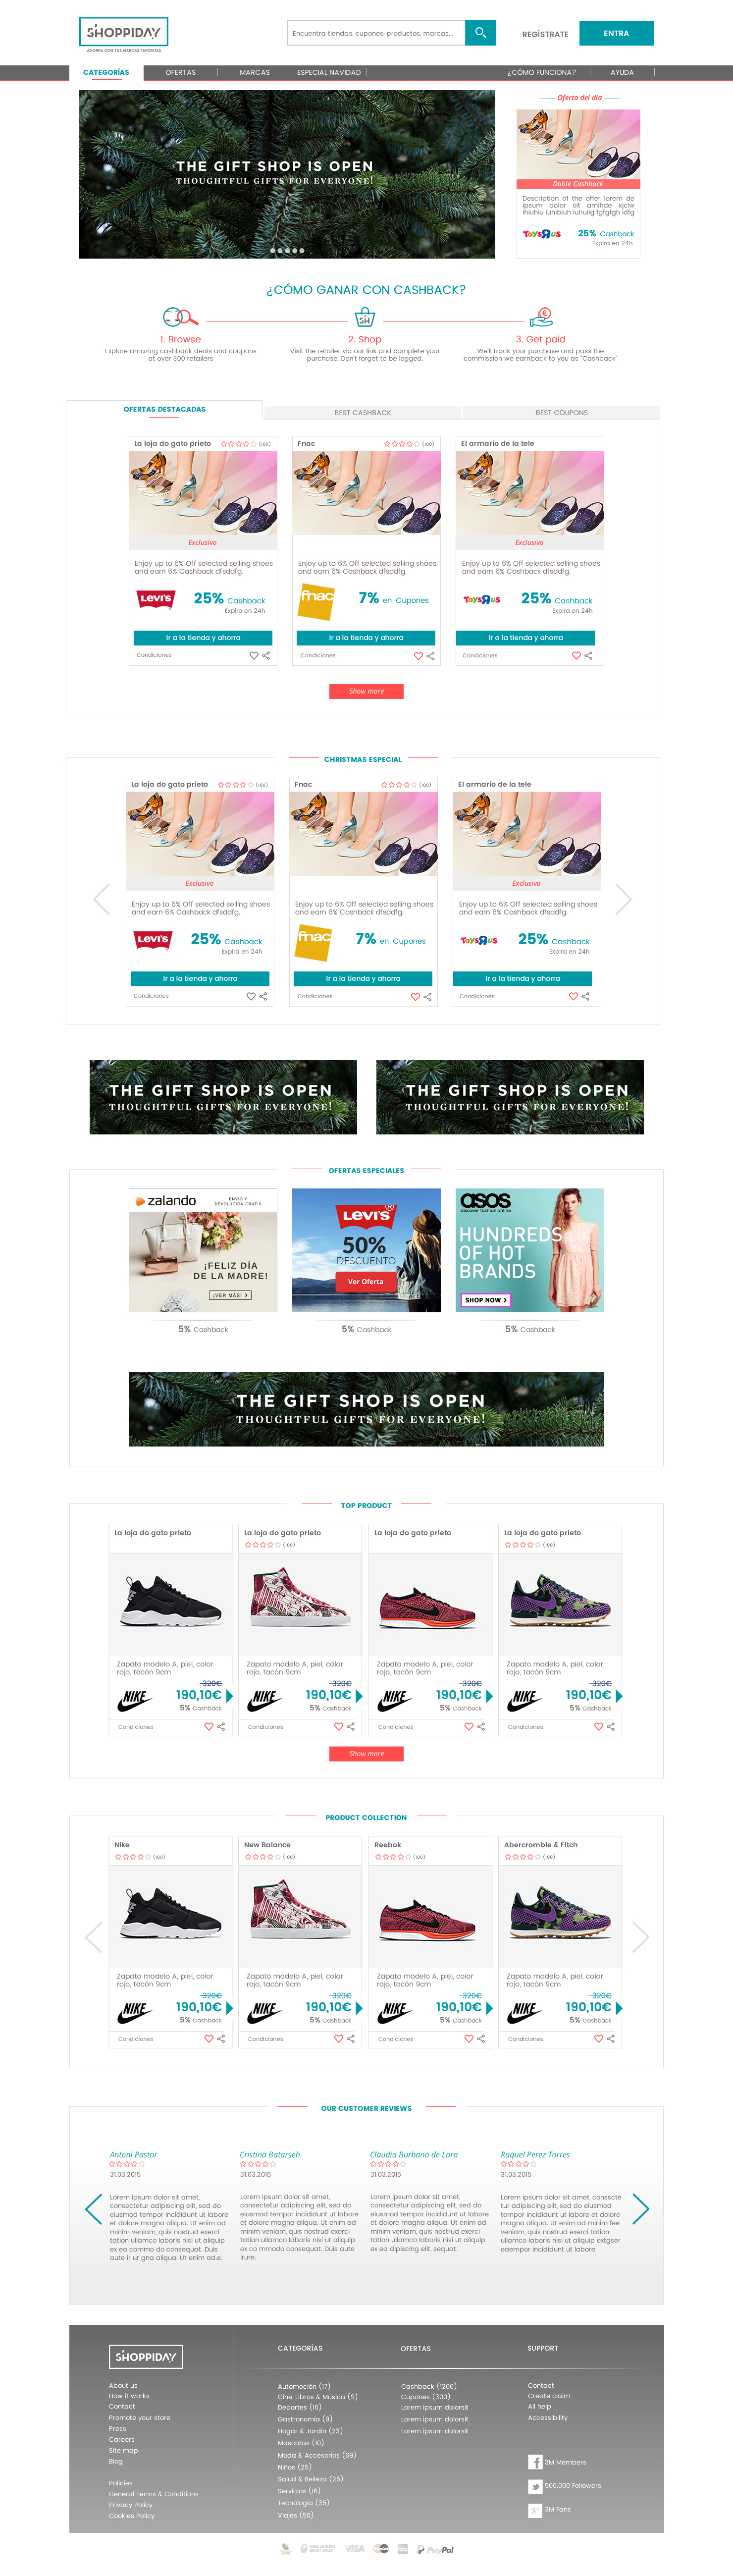 SHOPPIDAY
AHORRA CON TUS MARCAS FAVORITAS
Encuentra tiendas, cupones, productos, marcas...
REGÍSTRATE
ENTRA
CATEGORÍAS
OFERTAS
MARCAS
ESPECIAL NAVIDAD
¿CÓMO FUNCIONA?
AYUDA
THE GIFT SHOP IS OPEN
THOUGHTFUL GIFTS FOR EVERYONE!
Oferta del día
Doble Cashback
Description of the offer lorem de
ipsum dolor sit amihde kjciw
ihiuhiu iuhibiuh iuhuiig fgfgfgh idfg
ToysЯus
25% Cashback
Expira en 24h
¿CÓMO GANAR CON CASHBACK?
1. Browse
Explore amazing cashback deals and coupons
at over 300 retailers
2. Shop
Visit the retailer via our link and complete your
purchase. Don't forget to be logged.
3. Get paid
We'll track your purchase and pass the
commission we earnback to you as "Cashback"
OFERTAS DESTACADAS
BEST CASHBACK
BEST COUPONS
La loja do gato prieto (100)
Exclusivo
Enjoy up to 6% Off selected selling shoes
and earn 6% Cashback dfsddfg.
LEVI'S
25% Cashback
Expira en 24h
Ir a la tienda y ahorra
Condiciones
Fnac (100)
Enjoy up to 6% Off selected selling shoes
and earn 6% Cashback dfsddfg.
fnac
7% en Cupones
Ir a la tienda y ahorra
Condiciones
El armario de la tele
Exclusivo
Enjoy up to 6% Off selected selling shoes
and earn 6% Cashback dfsddfg.
ToysЯus
25% Cashback
Expira en 24h
Ir a la tienda y ahorra
Condiciones
Show more
CHRISTMAS ESPECIAL
La loja do gato prieto (100)
Exclusivo
Enjoy up to 6% Off selected selling shoes
and earn 6% Cashback dfsddfg.
LEVI'S
25% Cashback
Expira en 24h
Ir a la tienda y ahorra
Condiciones
Fnac (100)
Enjoy up to 6% Off selected selling shoes
and earn 6% Cashback dfsddfg.
fnac
7% en Cupones
Ir a la tienda y ahorra
Condiciones
El armario de la tele
Exclusivo
Enjoy up to 6% Off selected selling shoes
and earn 6% Cashback dfsddfg.
ToysЯus
25% Cashback
Expira en 24h
Ir a la tienda y ahorra
Condiciones
THE GIFT SHOP IS OPEN
THOUGHTFUL GIFTS FOR EVERYONE!
THE GIFT SHOP IS OPEN
THOUGHTFUL GIFTS FOR EVERYONE!
OFERTAS ESPECIALES
zalando
ENVÍO Y
DEVOLUCIÓN GRATIS
¡FELIZ DÍA
DE LA MADRE!
¡VER MÁS!
5% Cashback
LEVI'S
50%
DESCUENTO
Ver Oferta
5% Cashback
asos
discover fashion online
HUNDREDS
OF HOT
BRANDS
SHOP NOW
5% Cashback
THE GIFT SHOP IS OPEN
THOUGHTFUL GIFTS FOR EVERYONE!
TOP PRODUCT
La loja do gato prieto
Zapato modelo A, piel, color
rojo, tacón 9cm
320€
NIKE
190,10€
5% Cashback
Condiciones
La loja do gato prieto
(100)
Zapato modelo A, piel, color
rojo, tacón 9cm
320€
NIKE
190,10€
5% Cashback
Condiciones
La loja do gato prieto
Zapato modelo A, piel, color
rojo, tacón 9cm
320€
NIKE
190,10€
5% Cashback
Condiciones
La loja do gato prieto
(100)
Zapato modelo A, piel, color
rojo, tacón 9cm
320€
NIKE
190,10€
5% Cashback
Condiciones
Show more
PRODUCT COLLECTION
Nike
(100)
Zapato modelo A, piel, color
rojo, tacón 9cm
320€
NIKE
190,10€
5% Cashback
Condiciones
New Balance
(100)
Zapato modelo A, piel, color
rojo, tacón 9cm
320€
NIKE
190,10€
5% Cashback
Condiciones
Reebok
(100)
Zapato modelo A, piel, color
rojo, tacón 9cm
320€
NIKE
190,10€
5% Cashback
Condiciones
Abercrombie & Fitch
(100)
Zapato modelo A, piel, color
rojo, tacón 9cm
320€
NIKE
190,10€
5% Cashback
Condiciones
OUR CUSTOMER REVIEWS
Antoni Pastor
31.03.2015
Lorem ipsum dolor sit amet,
consectetur adipiscing elit, sed do
eiusmod tempor incididunt ut labore
et dolore magna aliqua. Ut enim ad
minim veniam, quis nostrud exerci
tation ullamco laboris nisi ut aliquip
ex ea commo do consequat. Duis
aute ir ur gna aliqua. Ut enim ad.e.
Cristina Batarseh
31.03.2015
Lorem ipsum dolor sit amet,
consectetur adipiscing elit, sed do
eiusmod tempor incididunt ut labore
et dolore magna aliqua. Ut enim ad
minim veniam, quis nostrud exerci
tation ullamco laboris nisi ut aliquip
ex co mmodo consequat. Duis aute
irure.
Claudia Burbano de Lara
31.03.2015
Lorem ipsum dolor sit amet,
consectetur adipiscing elit, sed do
eiusmod tempor incididunt ut labore
et dolore magna aliqua. Ut enim ad
minim veniam, quis nostrud exerci
tation ullamco laboris nisi ut aliquip
ex ea dipiscing elit, sequat.
Raquel Perez Torres
31.03.2015
Lorem ipsum dolor sit amet, conscte
tur adipiscing elit, sed do eiusmod
tempor incididunt ut labore et dolore
magna aliqua. Ut enim ad minim fee
veniam, quis nostrud exerci tation
ullamco laboris nisi ut aliquip extgser
eaempor incididunt ut labore.
SHOPPIDAY
About us
How it works
Contact
Promote your store
Press
Careers
Site map
Blog
Policies
General Terms & Conditions
Privacy Policy
Cookies Policy
CATEGORÍAS
Automoción (17)
Cine, Libros & Música (9)
Deportes (16)
Gastronomía (9)
Hogar & Jardín (23)
Mascotas (10)
Moda & Accesorios (69)
Niños (25)
Salud & Belleza (25)
Servicios (16)
Tecnología (35)
Viajes (50)
OFERTAS
Cashback (1200)
Cupones (300)
Lorem ipsum dolorsit
Lorem ipsum dolorsit
Lorem ipsum dolorsit
SUPPORT
Contact
Create claim
All help
Accessibility
3M Members
500.000 Followers
3M Fans
VISA
PayPal